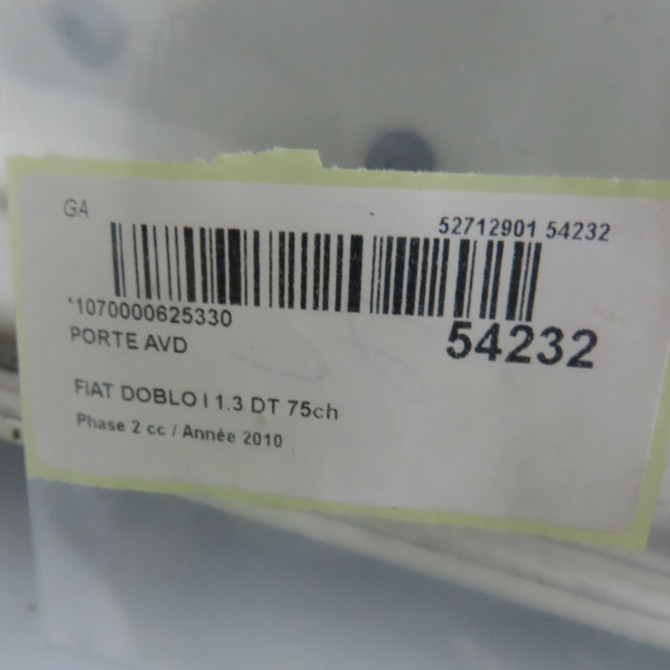 GA
52712901 54232
*1070000625330
54232
PORTE AVD
FIAT DOBLO I 1.3 DT 75ch
Phase 2 cc / Année 2010